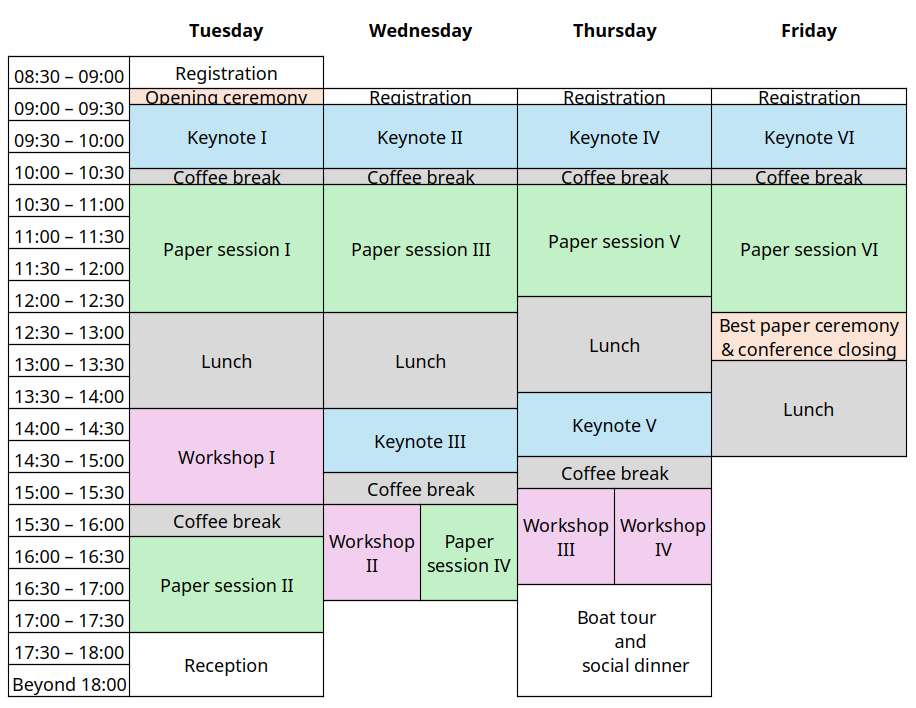 Tuesday Wednesday Thursday Friday
08:30 – 09:00 Registration
09:00 – 09:30 Opening ceremony Registration Registration Registration
09:30 – 10:00 Keynote I Keynote II Keynote IV Keynote VI
10:00 – 10:30 Coffee break Coffee break Coffee break Coffee break
10:30 – 11:00
11:00 – 11:30 Paper session I Paper session III Paper session V Paper session VI
11:30 – 12:00
12:00 – 12:30
12:30 – 13:00 Best paper ceremony
13:00 – 13:30 Lunch Lunch Lunch & conference closing
13:30 – 14:00
14:00 – 14:30 Keynote III Keynote V Lunch
14:30 – 15:00 Workshop I Coffee break
15:00 – 15:30 Coffee break
15:30 – 16:00 Coffee break Workshop Paper Workshop Workshop
16:00 – 16:30 II session IV III IV
16:30 – 17:00 Paper session II
17:00 – 17:30 Boat tour
17:30 – 18:00 Reception and
Beyond 18:00 social dinner